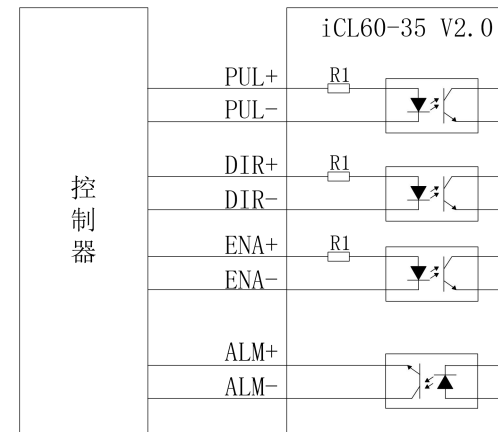 iCL60-35 V2.0
PUL+
R1
PUL-
DIR+
R1
DIR-
控
制
器
ENA+
R1
ENA-
ALM+
ALM-